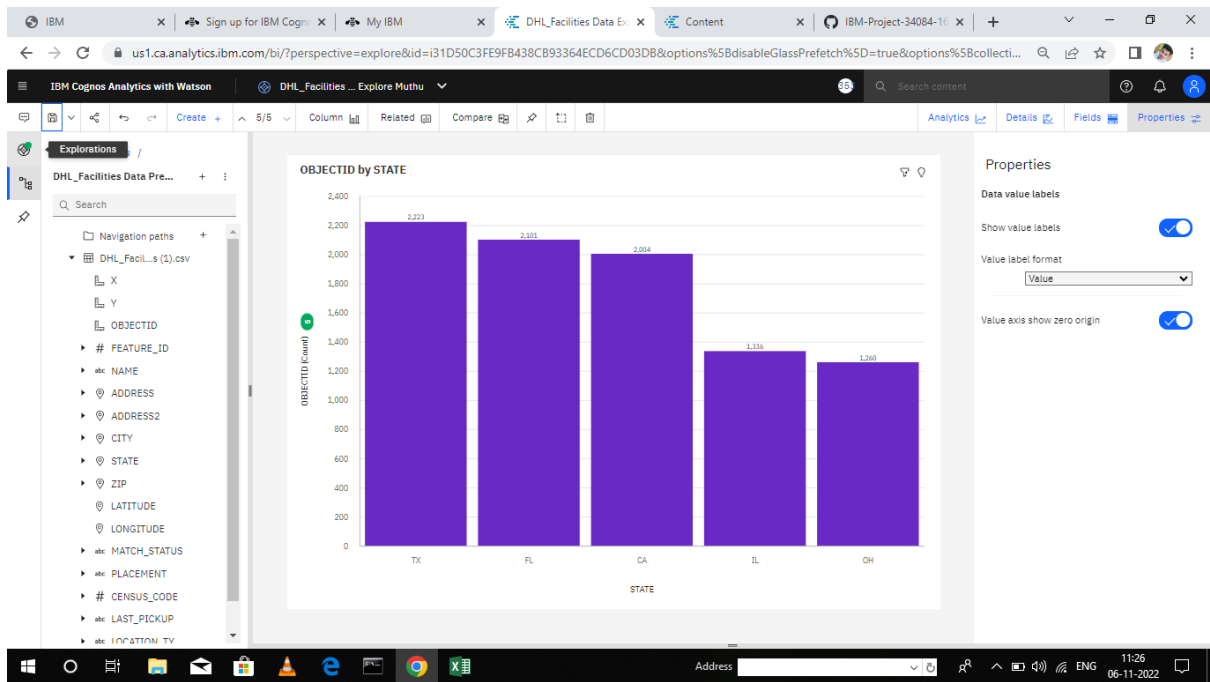 IBM
Sign up for IBM Cogn
My IBM
DHL_Facilities Data Ex
Content
IBM-Project-34084-16
us1.ca.analytics.ibm.com/bi/?perspective=explore&id=i31D50C3FE9FB438CB93364ECD6CD03DB&options%5BdisableGlassPrefetch%5D=true&options%5Bcollecti...
IBM Cognos Analytics with Watson
DHL_Facilities ... Explore Muthu
Search content
Create +
5/5
Column
Related
Compare
Analytics
Details
Fields
Properties
Explorations
/
DHL_Facilities Data Pre...
Search
Navigation paths
DHL_Facil...s (1).csv
X
Y
OBJECTID
# FEATURE_ID
abc NAME
ADDRESS
ADDRESS2
CITY
STATE
ZIP
LATITUDE
LONGITUDE
abc MATCH_STATUS
abc PLACEMENT
# CENSUS_CODE
abc LAST_PICKUP
abc LOCATION_TY
OBJECTID by STATE
2,400
2,200
2,000
1,800
1,600
1,400
1,200
1,000
800
600
400
200
0
OBJECTID (Count)
2,223
2,101
2,004
1,336
1,260
TX
FL
CA
IL
OH
STATE
Properties
Data value labels
Show value labels
Value label format
Value
Value axis show zero origin
Address
ENG
11:26
06-11-2022